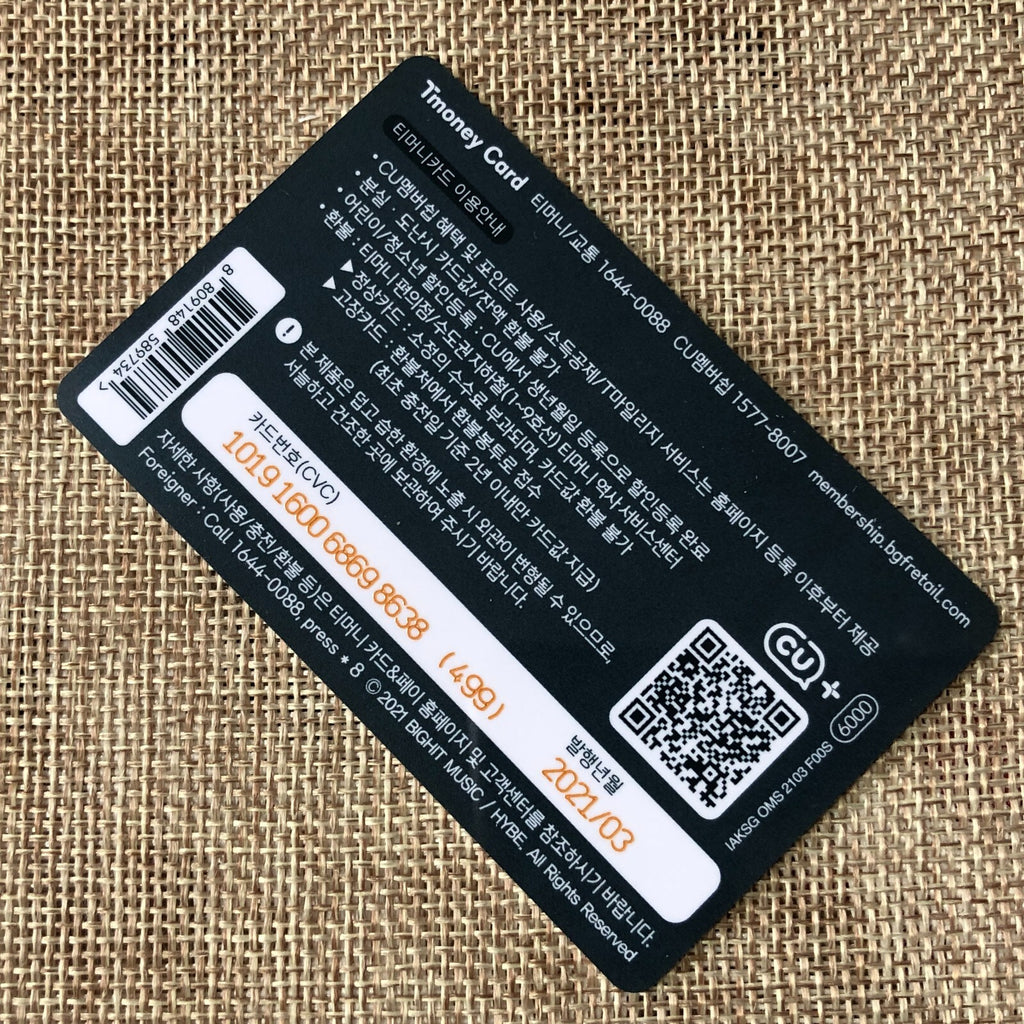 Tmoney Card 티머니/교통 1644-0088 CU멤버십 1577-8007 membership.bgfretail.com
티머니카드 이용안내
• CU멤버십 혜택 및 포인트 사용/소득공제/T마일리지 서비스는 홈페이지 등록 이후부터 제공
• 분실 · 도난시 카드값/잔액 환불 불가
• 어린이/청소년 할인등록 : CU에서 생년월일 등록으로 할인등록 완료
• 환불 : 티머니 편의점/수도권 지하철(1~9호선) 티머니 역사서비스센터
▶ 정상카드 : 소정의 수수료 부과되며, 카드값 환불 불가
▶ 고장카드 : 환불저에서 환불봉투로 접수
(최초 충전일 기준 2년 이내만 카드값 지급)
! 본 제품은 덥고 습한 환경에 노출 시 외관이 변형될 수 있으므로,
서늘하고 건조한 곳에 보관하여 주시기 바랍니다.
8 809148 589734
카드번호(CVC)
1019 1600 6869 8638 (499)
발행년월
2021/03
CU+
6000
IAKSG OMS 2103 F00S
자세한 사항(사용/충전/환불 등)은 티머니 카드&페이 홈페이지 및 고객센터를 참조하시기 바랍니다.
Foreigner : Call 1644-0088, press * 8 © 2021 BIGHIT MUSIC / HYBE. All Rights Reserved